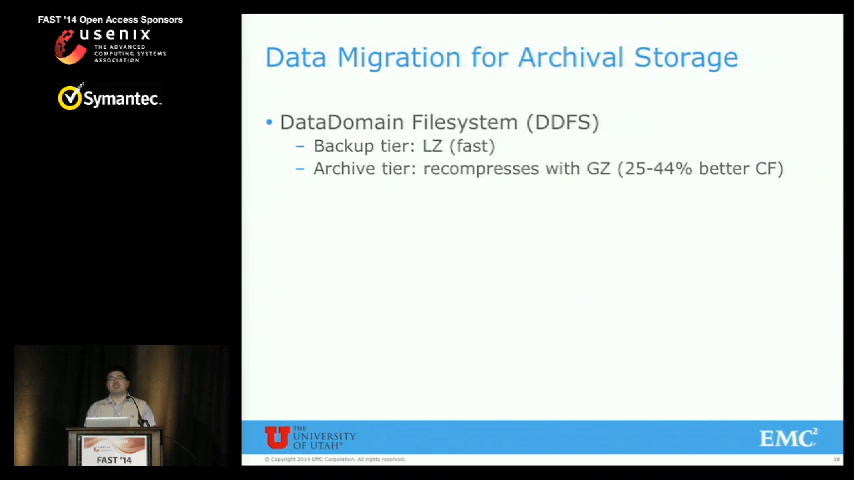 FAST '14 Open Access Sponsors
usenix
THE ADVANCED
COMPUTING SYSTEMS
ASSOCIATION
Symantec.
Data Migration for Archival Storage
• DataDomain Filesystem (DDFS)
– Backup tier: LZ (fast)
– Archive tier: recompresses with GZ (25-44% better CF)
FAST '14
THE
UNIVERSITY
OF UTAH
EMC²
© Copyright 2014 EMC Corporation. All rights reserved.